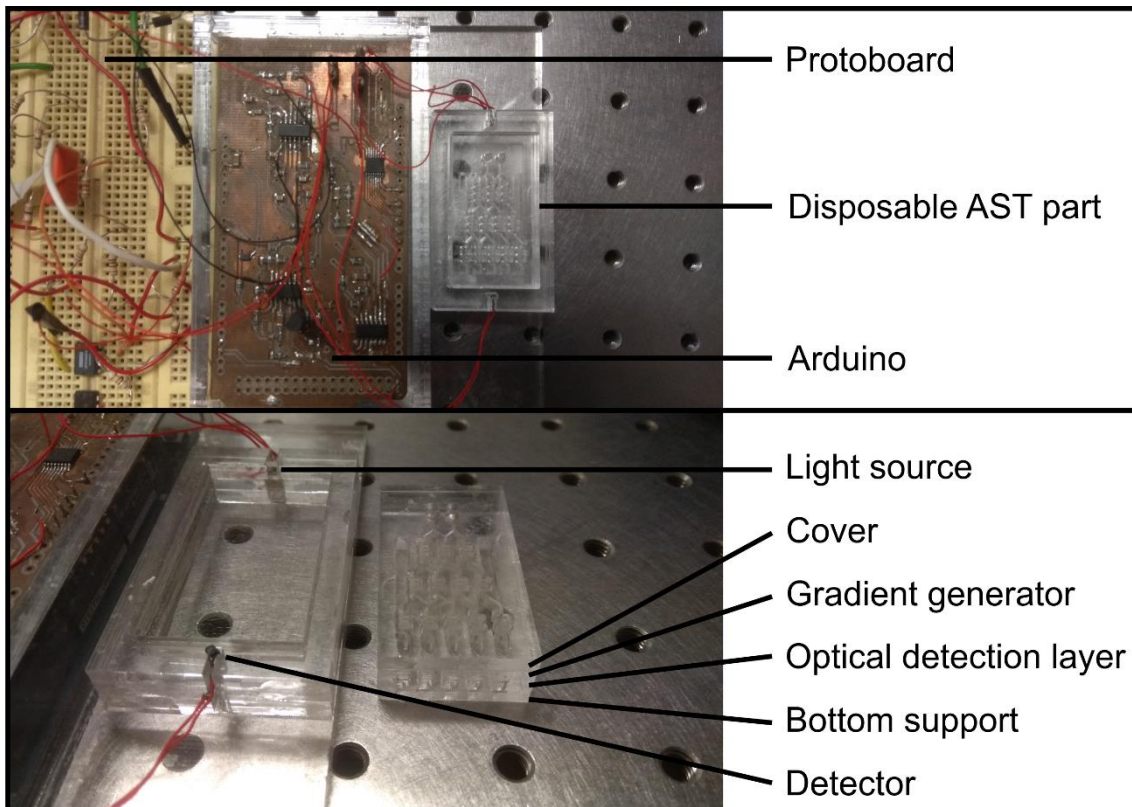 Protoboard
Disposable AST part
Arduino
Light source
Cover
Gradient generator
Optical detection layer
Bottom support
Detector